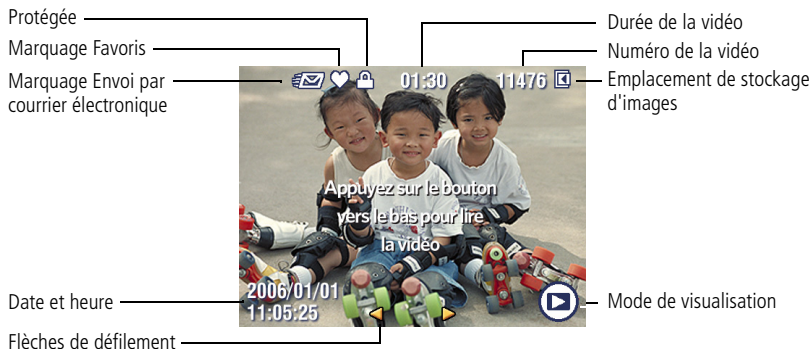 Protégée
Marquage Favoris
Marquage Envoi par
courrier électronique
Durée de la vidéo
Numéro de la vidéo
Emplacement de stockage
d'images
01:30
11476
Appuyez sur le bouton
vers le bas pour lire
la vidéo
2006/01/01
11:05:25
Date et heure
Flèches de défilement
Mode de visualisation